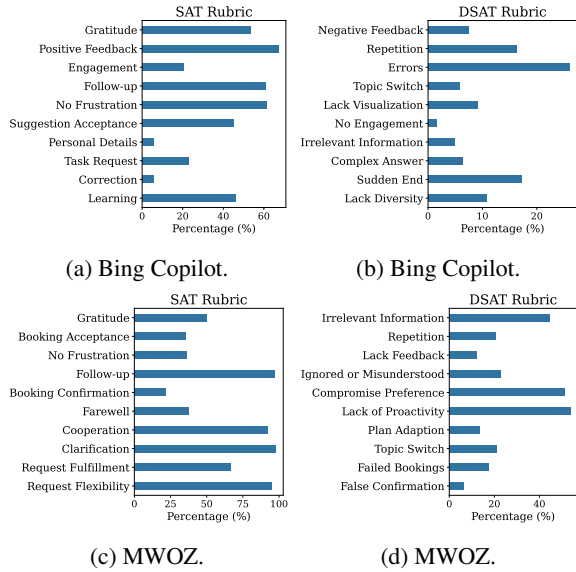 SAT Rubric
Gratitude
Positive Feedback
Engagement
Follow-up
No Frustration
Suggestion Acceptance
Personal Details
Task Request
Correction
Learning
0 20 40 60
Percentage (%)
(a) Bing Copilot.
DSAT Rubric
Negative Feedback
Repetition
Errors
Topic Switch
Lack Visualization
No Engagement
Irrelevant Information
Complex Answer
Sudden End
Lack Diversity
0 10 20
Percentage (%)
(b) Bing Copilot.
SAT Rubric
Gratitude
Booking Acceptance
No Frustration
Follow-up
Booking Confirmation
Farewell
Cooperation
Clarification
Request Fulfillment
Request Flexibility
0 25 50 75 100
Percentage (%)
(c) MWOZ.
DSAT Rubric
Irrelevant Information
Repetition
Lack Feedback
Ignored or Misunderstood
Compromise Preference
Lack of Proactivity
Plan Adaption
Topic Switch
Failed Bookings
False Confirmation
0 20 40
Percentage (%)
(d) MWOZ.